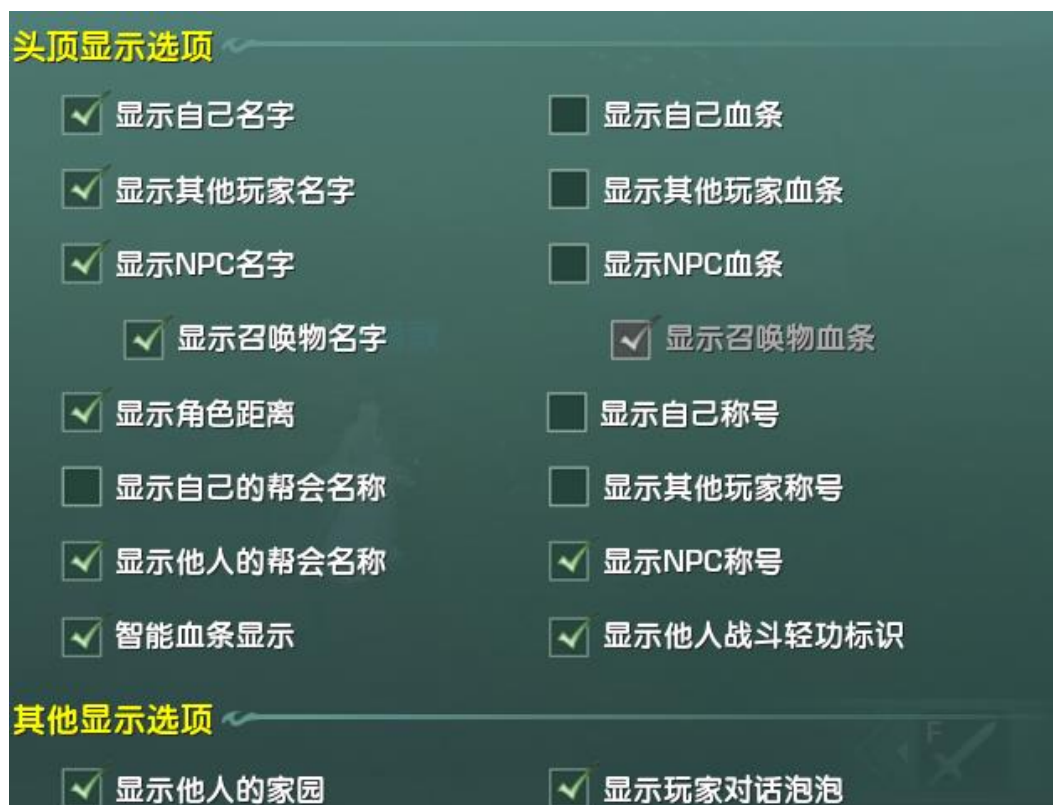 头顶显示选项
显示自己名字 显示自己血条
显示其他玩家名字 显示其他玩家血条
显示NPC名字 显示NPC血条
显示召唤物名字 显示召唤物血条
显示角色距离 显示自己称号
显示自己的帮会名称 显示其他玩家称号
显示他人的帮会名称 显示NPC称号
智能血条显示 显示他人战斗轻功标识
其他显示选项
F
显示他人的家园 显示玩家对话泡泡